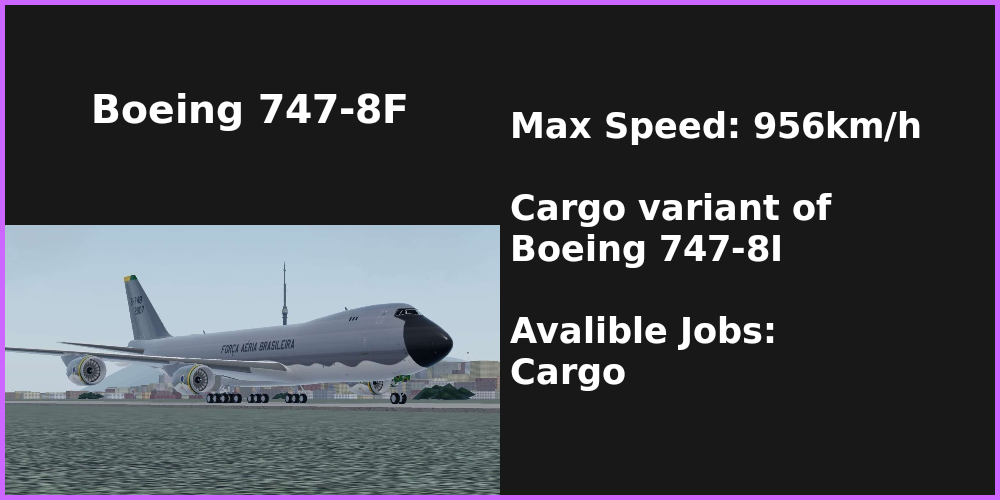 Boeing 747-8F
Max Speed: 956km/h
Cargo variant of
Boeing 747-8I
Avalible Jobs:
Cargo
FORÇA AÉREA BRASILEIRA